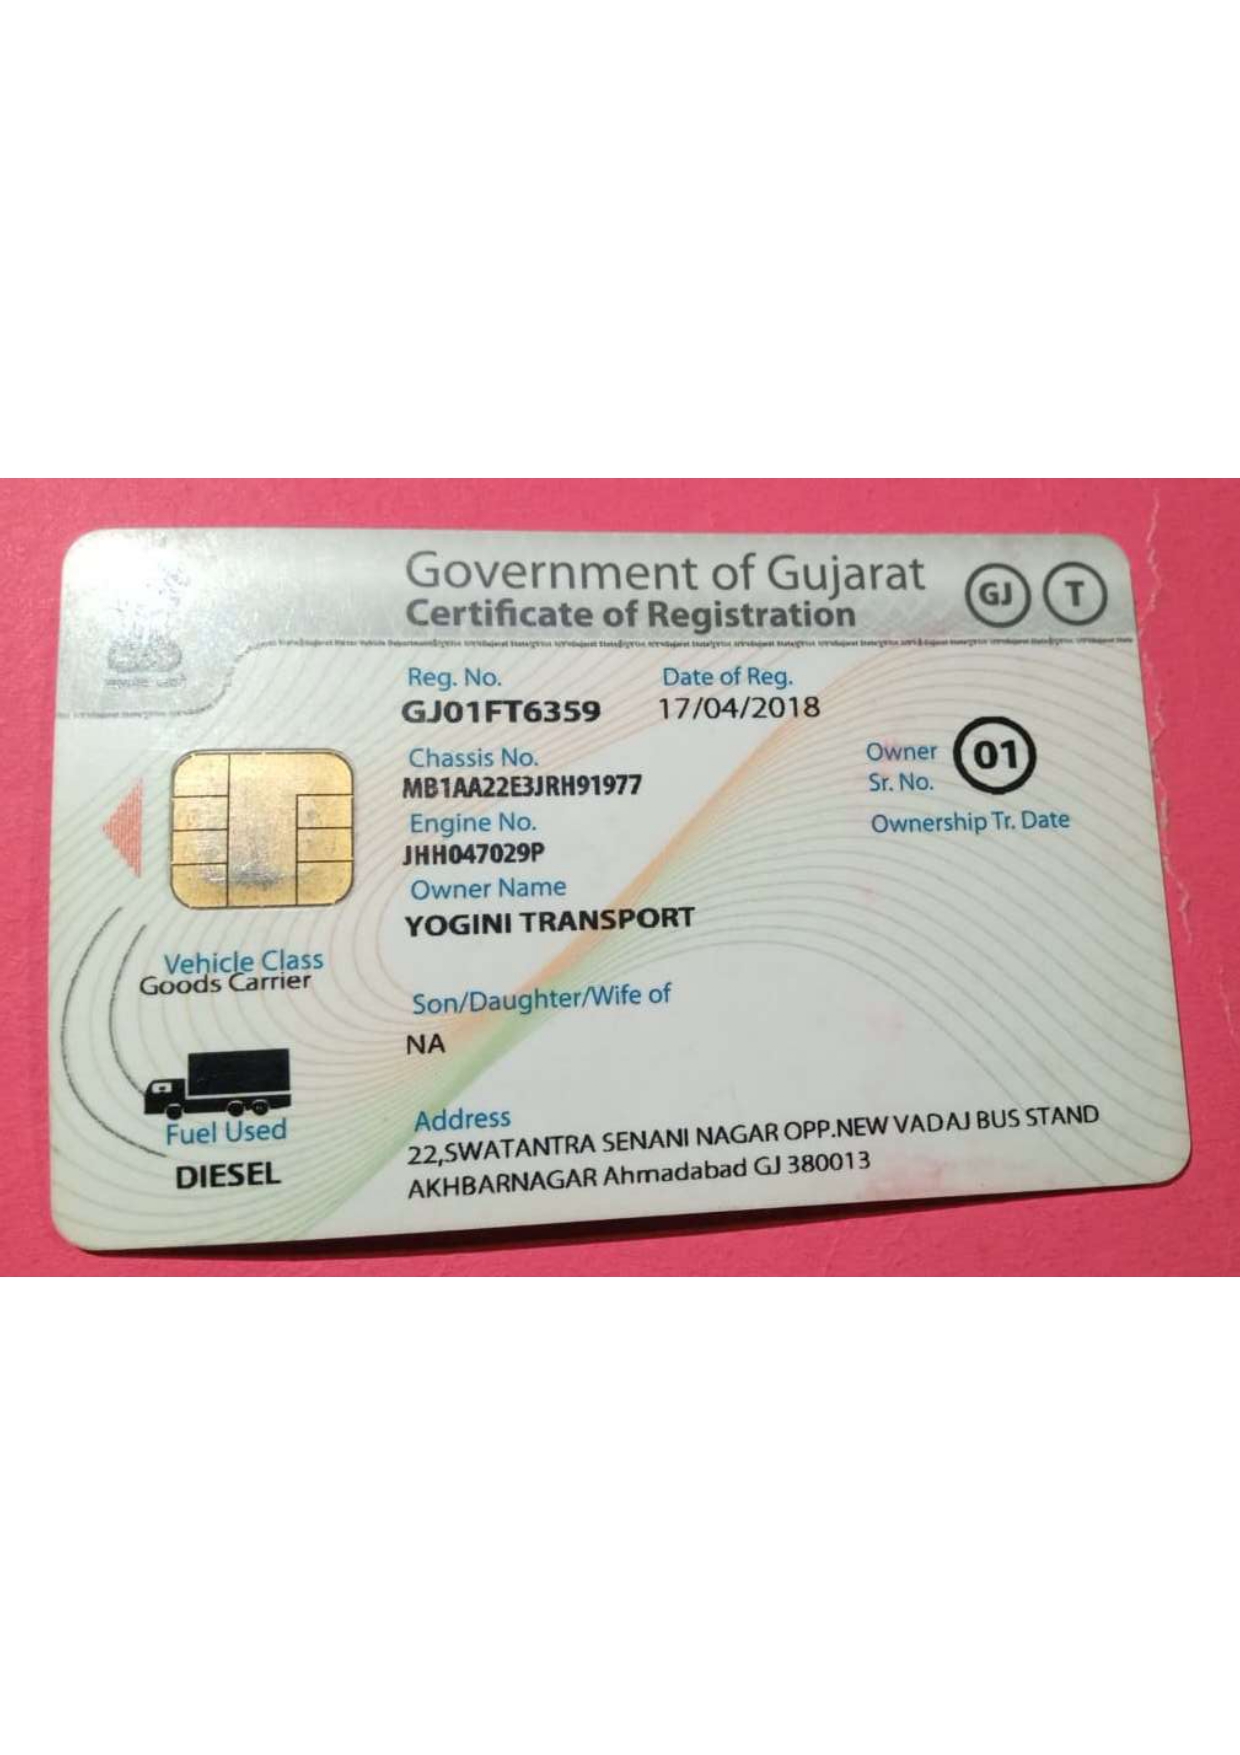 Government of Gujarat
Certificate of Registration
GJ T
Reg. No. Date of Reg.
GJ01FT6359 17/04/2018
Chassis No.
MB1AA22E3JRH91977
Owner
Sr. No.
01
Engine No.
JHH047029P
Ownership Tr. Date
Owner Name
YOGINI TRANSPORT
Vehicle Class
Goods Carrier
Son/Daughter/Wife of
NA
Fuel Used
DIESEL
Address
22,SWATANTRA SENANI NAGAR OPP.NEW VADAJ BUS STAND
AKHBARNAGAR Ahmadabad GJ 380013